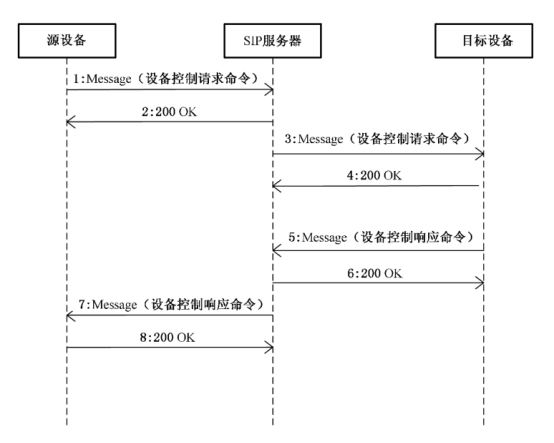 源设备
SIP服务器
目标设备
1:Message（设备控制请求命令）
2:200 OK
3:Message（设备控制请求命令）
4:200 OK
5:Message（设备控制响应命令）
6:200 OK
7:Message（设备控制响应命令）
8:200 OK